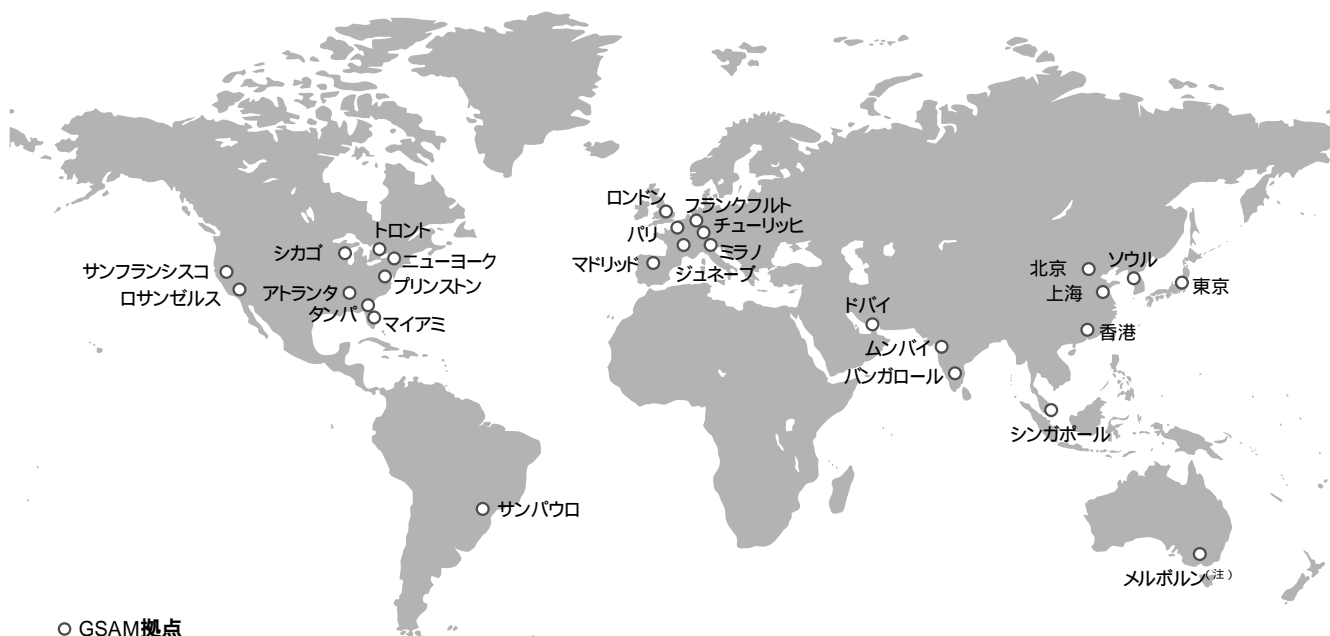 ロンドン
フランクフルト
チューリッヒ
パリ
ミラノ
マドリッド
ジュネーブ
トロント
シカゴ
ニューヨーク
サンフランシスコ
プリンストン
ロサンゼルス
アトランタ
タンパ
マイアミ
北京
ソウル
上海
東京
ドバイ
香港
ムンバイ
バンガロール
シンガポール
サンパウロ
メルボルン(注)
GSAM拠点